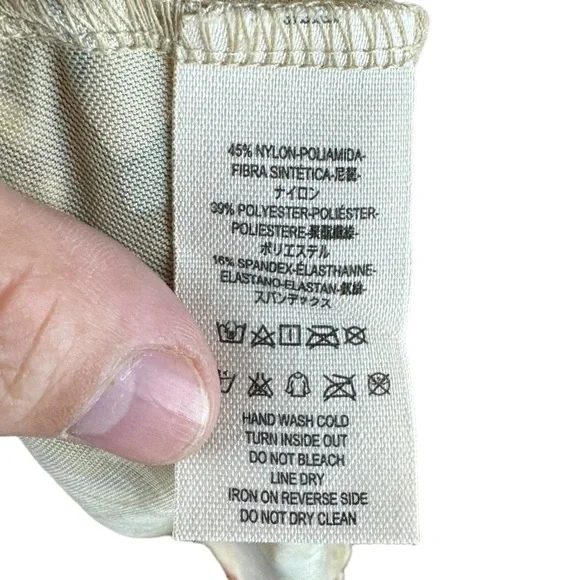 45% NYLON-POLIAMIDA-
FIBRA SINTETICA-尼龍-
ナイロン
39% POLYESTER-POLIÉSTER-
POLIESTERE-聚酯纖維-
ポリエステル
16% SPANDEX-ÉLASTHANNE-
ELASTANO-ELASTAN-氨綸-
スパンデックス
HAND WASH COLD
TURN INSIDE OUT
DO NOT BLEACH
LINE DRY
IRON ON REVERSE SIDE
DO NOT DRY CLEAN